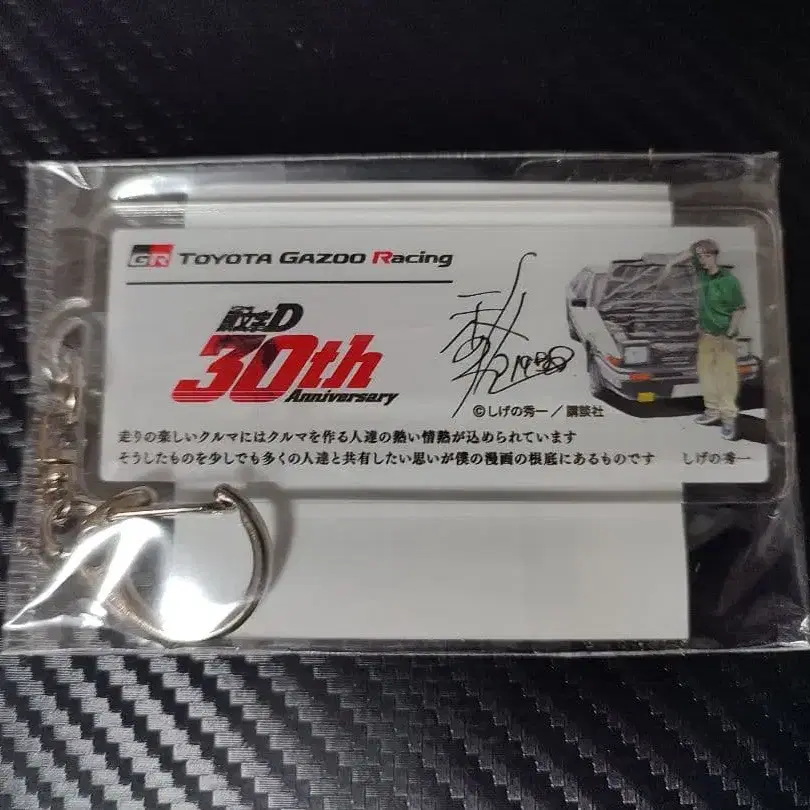 GR TOYOTA GAZOO Racing
頭文字D
30th
Anniversary
©しげの秀一／講談社
走りの楽しいクルマにはクルマを作る人達の熱い情熱が込められています
そうしたものを少しでも多くの人達と共有したい思いが僕の漫画の根底にあるものです しげの秀一